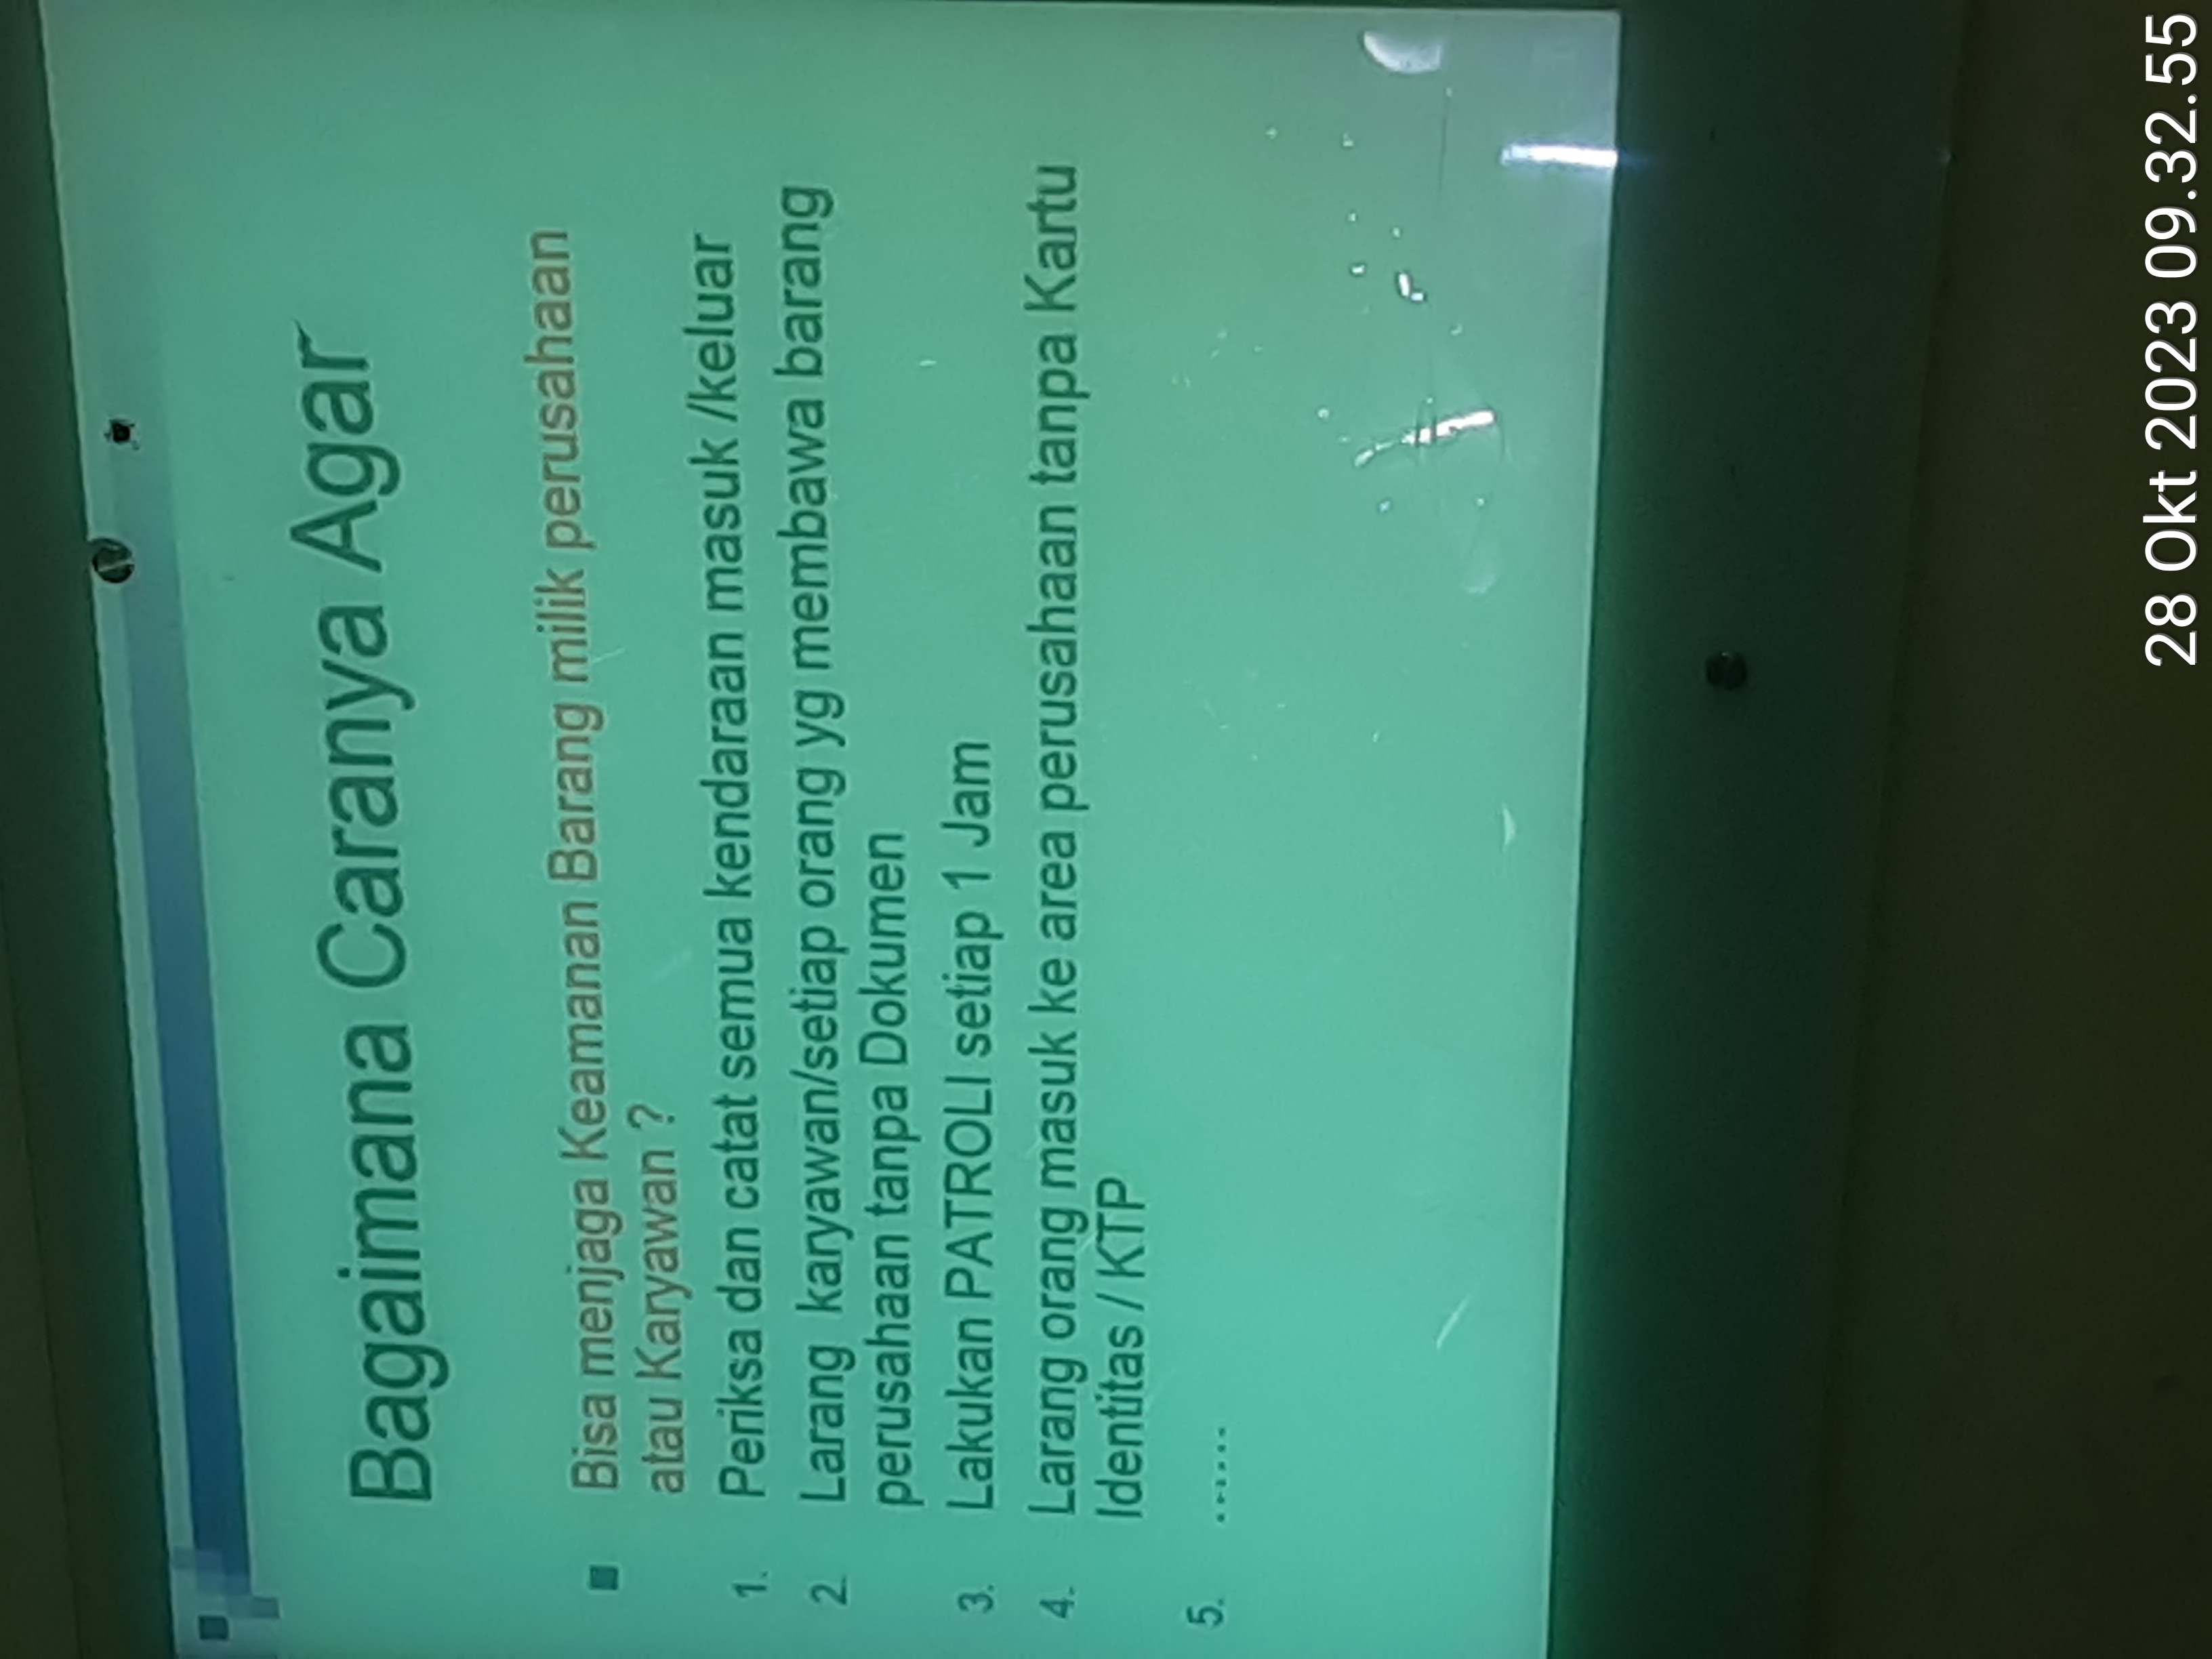 Bagaimana Caranya Agar
Bisa menjaga Keamanan Barang milik perusahaan
atau Karyawan ?
1. Periksa dan catat semua kendaraan masuk /keluar
2. Larang karyawan/setiap orang yg membawa barang
perusahaan tanpa Dokumen
3. Lakukan PATROLI setiap 1 Jam
4. Larang orang masuk ke area perusahaan tanpa Kartu
Identitas / KTP
5. ......
28 Okt 2023 09.32.55